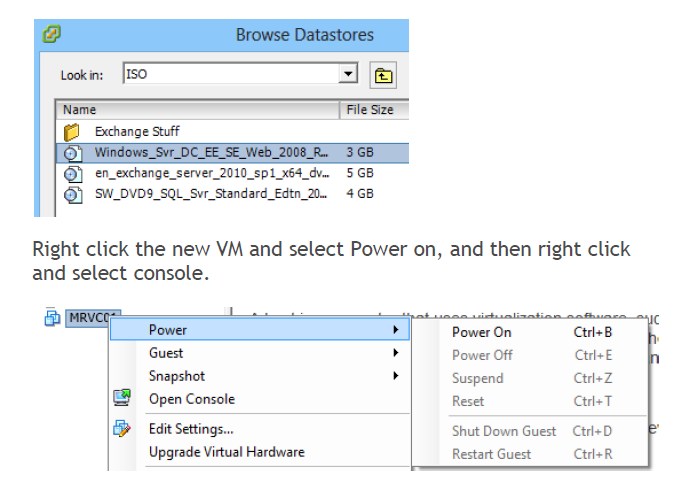 Browse Datastores
Look in: ISO
Name File Size
Exchange Stuff
Windows_Svr_DC_EE_SE_Web_2008_R... 3 GB
en_exchange_server_2010_sp1_x64_dv... 5 GB
SW_DVD9_SQL_Svr_Standard_Edtn_20... 4 GB
Right click the new VM and select Power on, and then right click
and select console.
MRVC01
Power
Guest
Snapshot
Open Console
Edit Settings...
Upgrade Virtual Hardware
Power On Ctrl+B
Power Off Ctrl+E
Suspend Ctrl+Z
Reset Ctrl+T
Shut Down Guest Ctrl+D
Restart Guest Ctrl+R